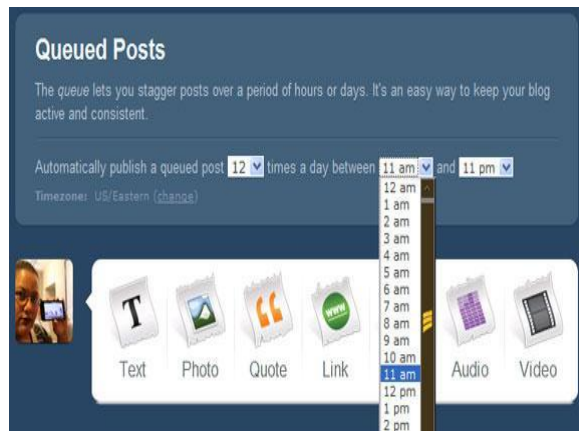 Queued Posts
The queue lets you stagger posts over a period of hours or days. It's an easy way to keep your blog
active and consistent.
Automatically publish a queued post 12 times a day between 11 am and 11 pm
Timezone: US/Eastern (change)
12 am
1 am
2 am
3 am
4 am
5 am
6 am
7 am
8 am
9 am
10 am
11 am
12 pm
1 pm
2 pm
T
WWW
Text Photo Quote Link Audio Video